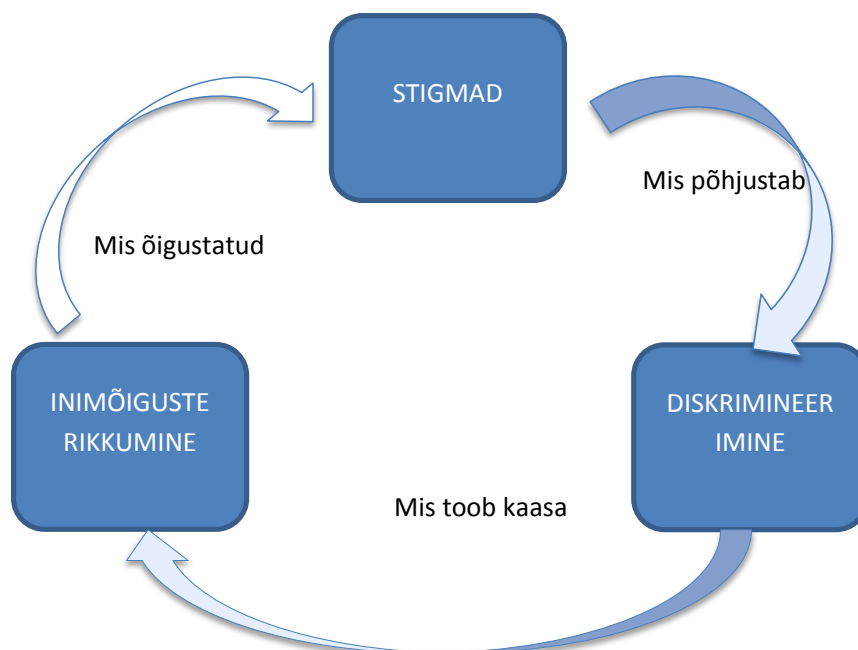 STIGMAD
Mis põhjustab
Mis õigustatud
INIMÕIGUSTE
RIKKUMINE
DISKRIMINEER
IMINE
Mis toob kaasa